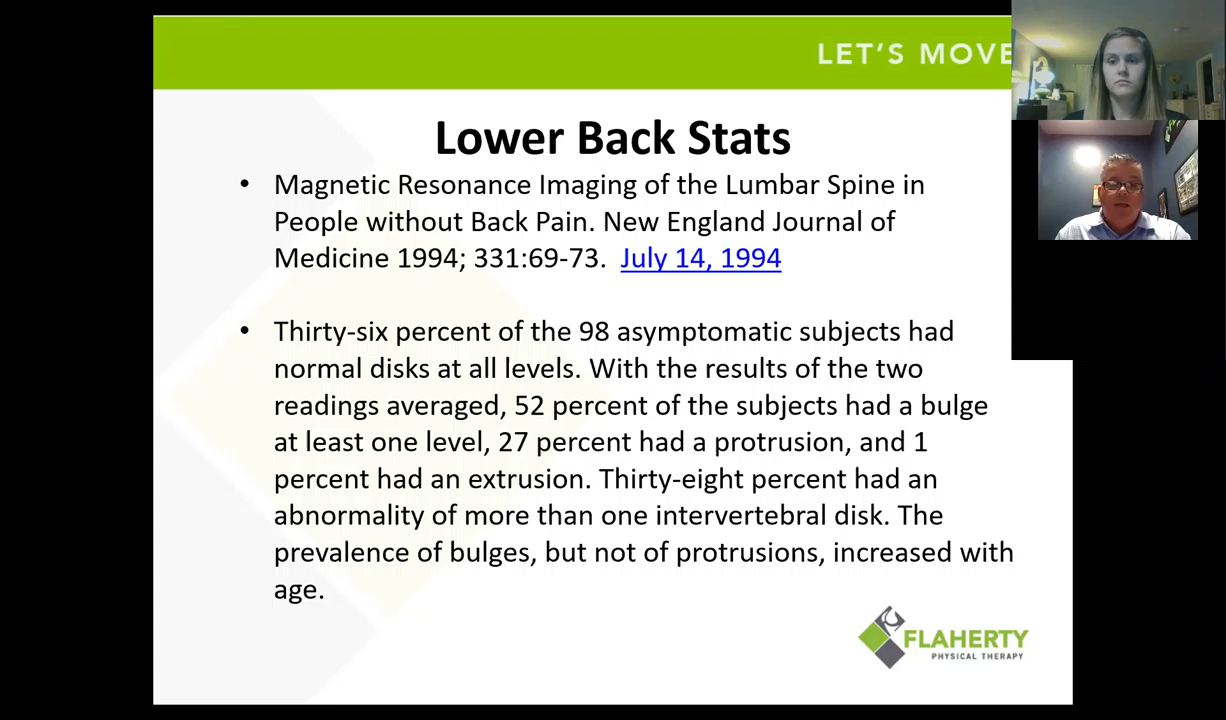 LET'S MOVE
Lower Back Stats
• Magnetic Resonance Imaging of the Lumbar Spine in
People without Back Pain. New England Journal of
Medicine 1994; 331:69-73. July 14, 1994
• Thirty-six percent of the 98 asymptomatic subjects had
normal disks at all levels. With the results of the two
readings averaged, 52 percent of the subjects had a bulge
at least one level, 27 percent had a protrusion, and 1
percent had an extrusion. Thirty-eight percent had an
abnormality of more than one intervertebral disk. The
prevalence of bulges, but not of protrusions, increased with
age.
FLAHERTY
PHYSICAL THERAPY